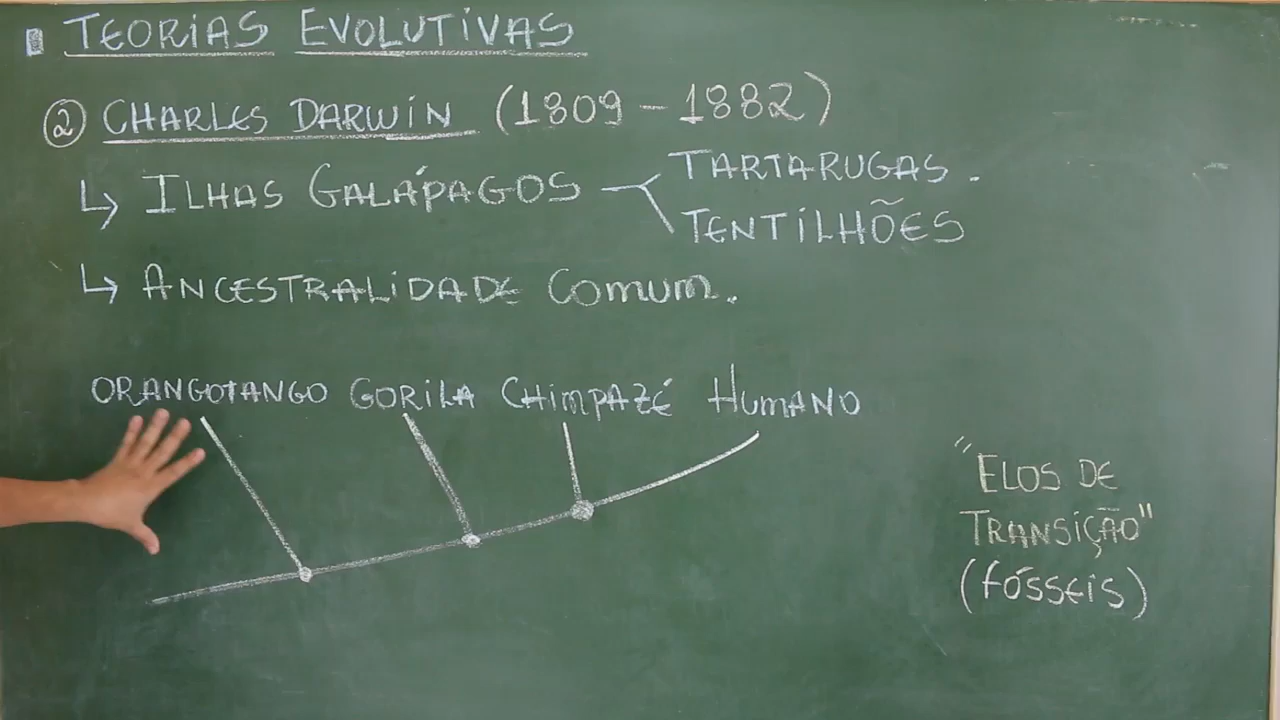 TEORIAS EVOLUTIVAS
② CHARLES DARWIN (1809 - 1882)
↳ ILHAS GALÁPAGOS
TARTARUGAS.
TENTILHÕES
↳ ANCESTRALIDADE COMUM.
ORANGOTANGO GORILA CHIMPAZÉ HUMANO
"ELOS DE
TRANSIÇÃO"
(FÓSSEIS)